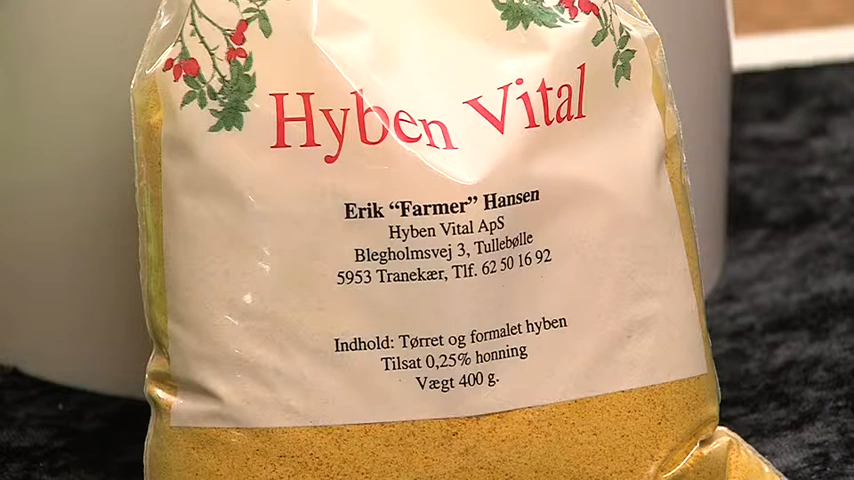 Hyben Vital
Erik “Farmer” Hansen
Hyben Vital ApS
Blegholmsvej 3, Tullebølle
5953 Tranekær, Tlf. 62 50 16 92
Indhold: Tørret og formalet hyben
Tilsat 0,25% honning
Vægt 400 g.